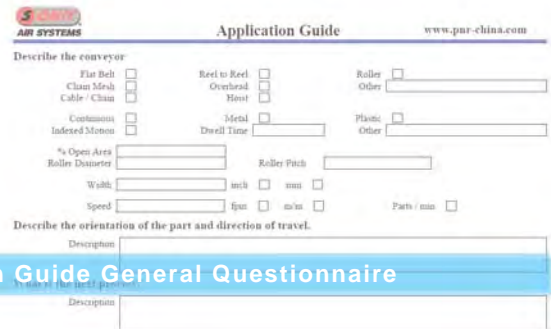 SONIC
AIR SYSTEMS Application Guide www.pnr-china.com
Describe the conveyor
Flat Belt Reel to Reel Roller
Chain Mesh Overhead Other
Cable / Chain Hoist
Continuous Metal Plastic
Indexed Motion Dwell Time Other
% Open Area
Roller Diameter Roller Pitch
Width inch mm
Speed fpm m/m Parts / min
Describe the orientation of the part and direction of travel.
Description
Guide General Questionnaire
Description